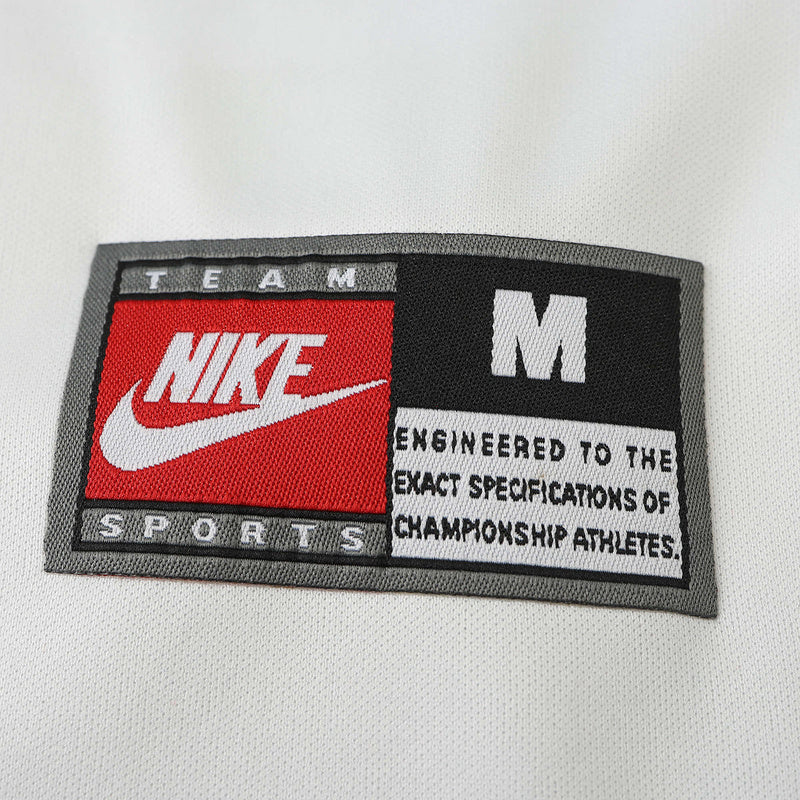 TEAM
NIKE
SPORTS
M
ENGINEERED TO THE
EXACT SPECIFICATIONS OF
CHAMPIONSHIP ATHLETES.